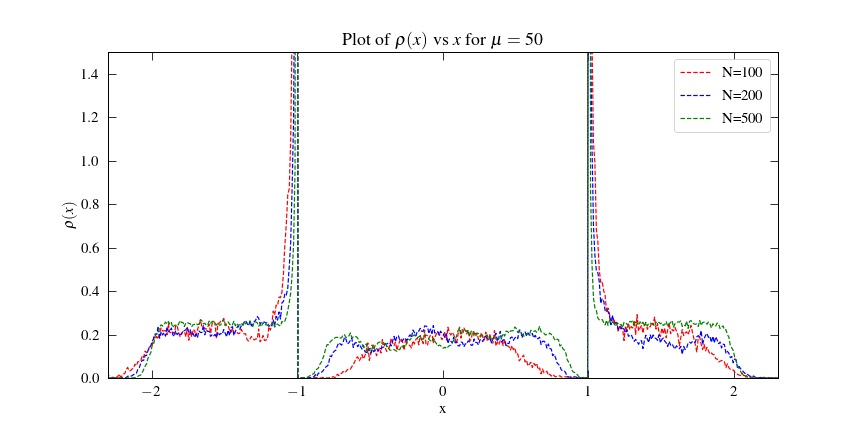 Plot of ρ(x) vs x for μ = 50
N=100
N=200
N=500
ρ(x)
1.4
1.2
1.0
0.8
0.6
0.4
0.2
0.0
−2 −1 0 1 2
x